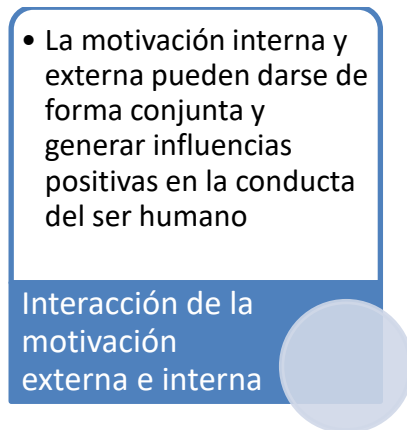 • La motivación interna y
externa pueden darse de
forma conjunta y
generar influencias
positivas en la conducta
del ser humano
Interacción de la
motivación
externa e interna